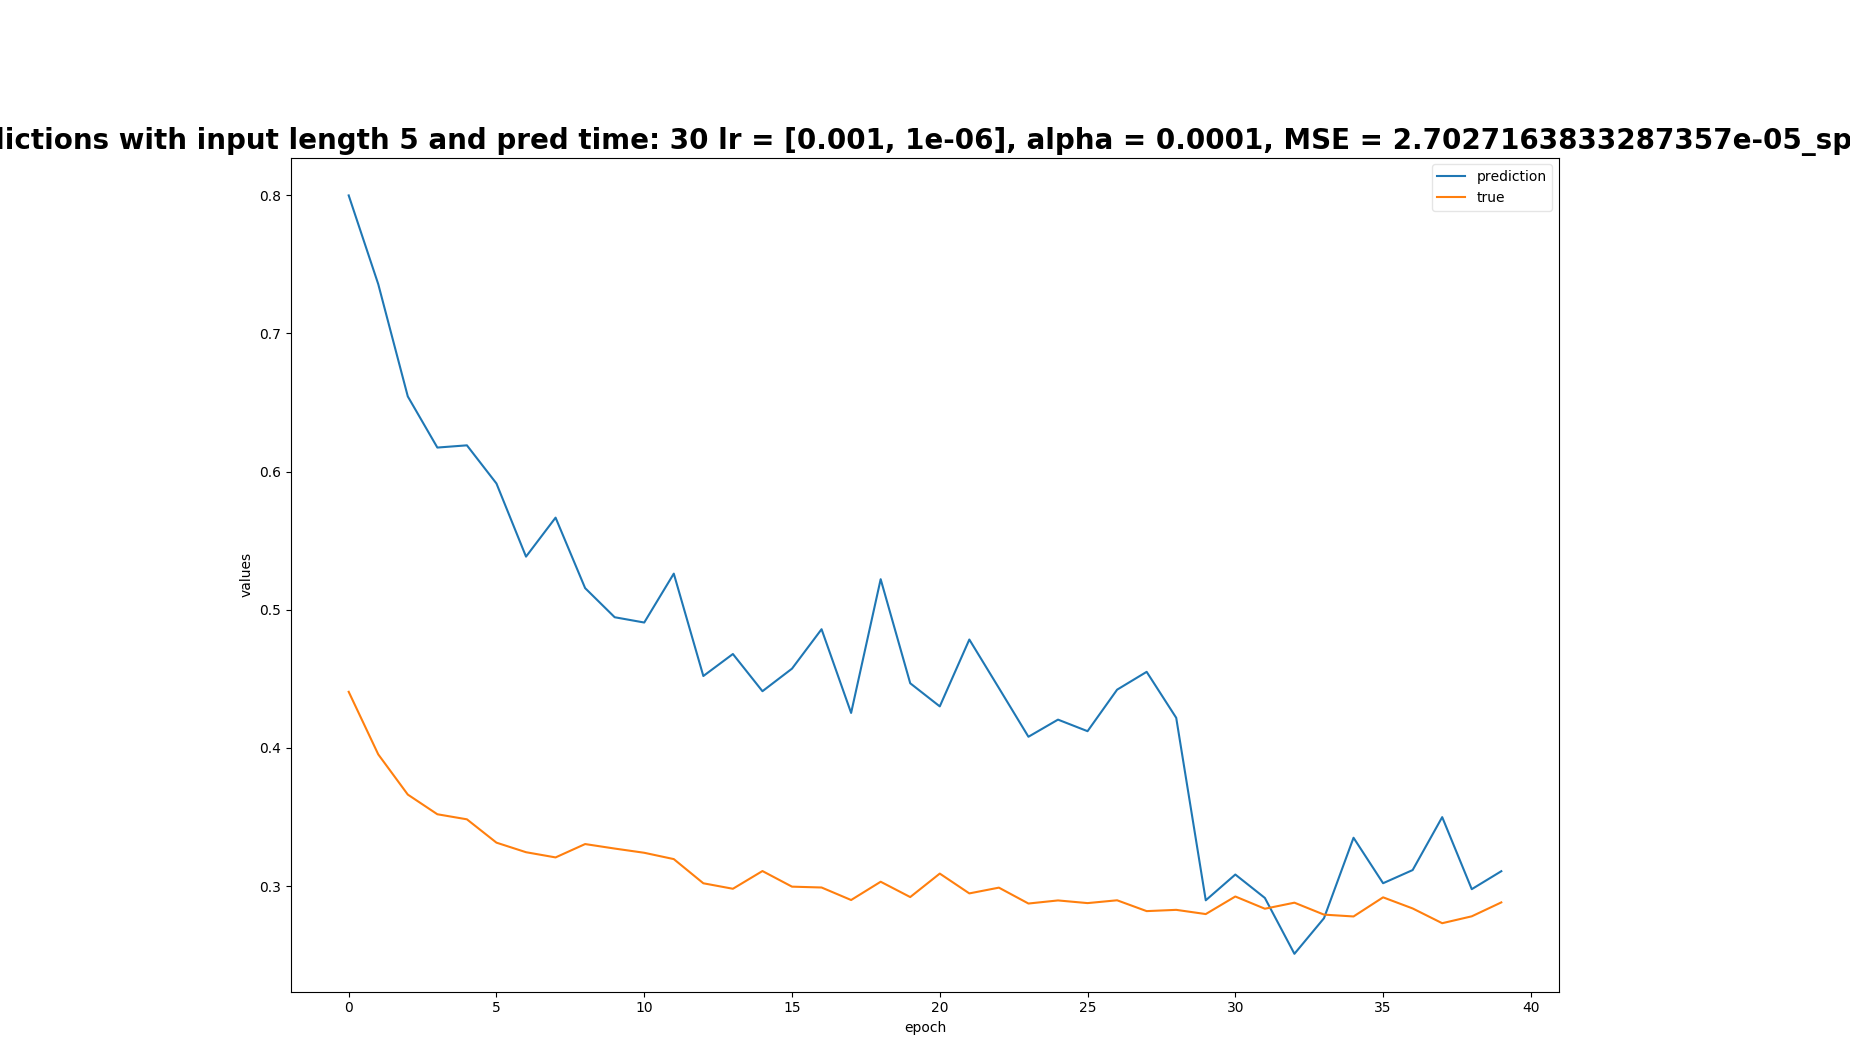 dictions with input length 5 and pred time: 30 lr = [0.001, 1e-06], alpha = 0.0001, MSE = 2.7027163833287357e-05_sp
prediction
true
0.8
0.7
0.6
0.5
0.4
0.3
values
0 5 10 15 20 25 30 35 40
epoch